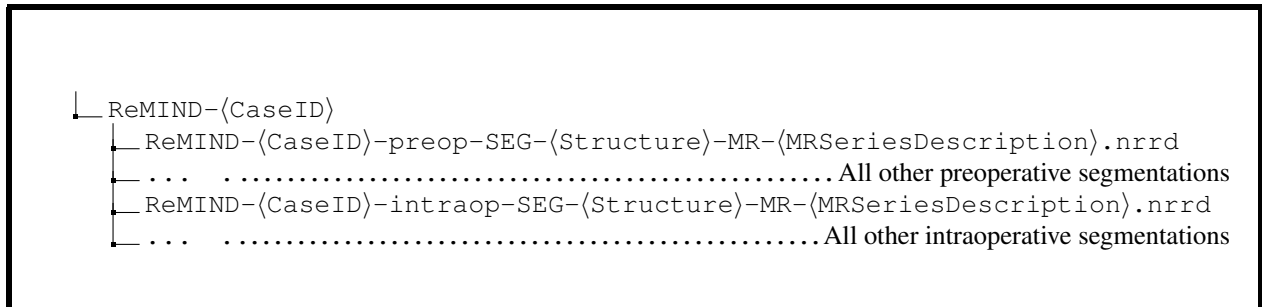 ReMIND-⟨CaseID⟩
ReMIND-⟨CaseID⟩-preop-SEG-⟨Structure⟩-MR-⟨MRSeriesDescription⟩.nrrd
... ........................................................ All other preoperative segmentations
ReMIND-⟨CaseID⟩-intraop-SEG-⟨Structure⟩-MR-⟨MRSeriesDescription⟩.nrrd
... ....................................................... All other intraoperative segmentations